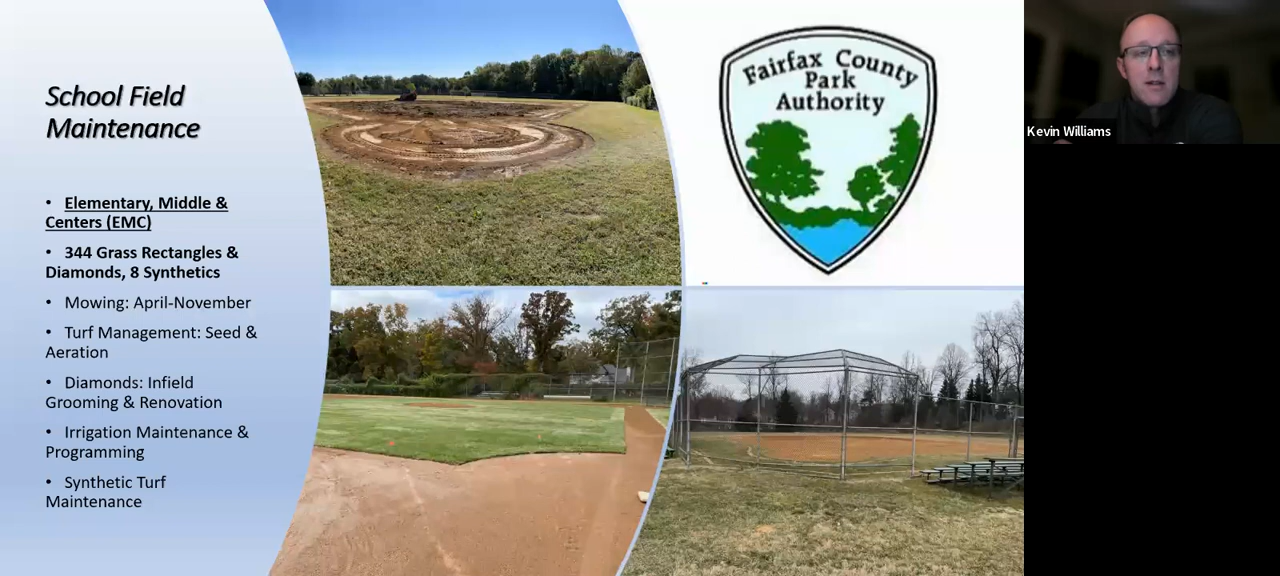 School Field
Maintenance
• Elementary, Middle &
Centers (EMC)
• 344 Grass Rectangles &
Diamonds, 8 Synthetics
• Mowing: April-November
• Turf Management: Seed &
Aeration
• Diamonds: Infield
Grooming & Renovation
• Irrigation Maintenance &
Programming
• Synthetic Turf
Maintenance
Fairfax County
Park
Authority
Kevin Williams